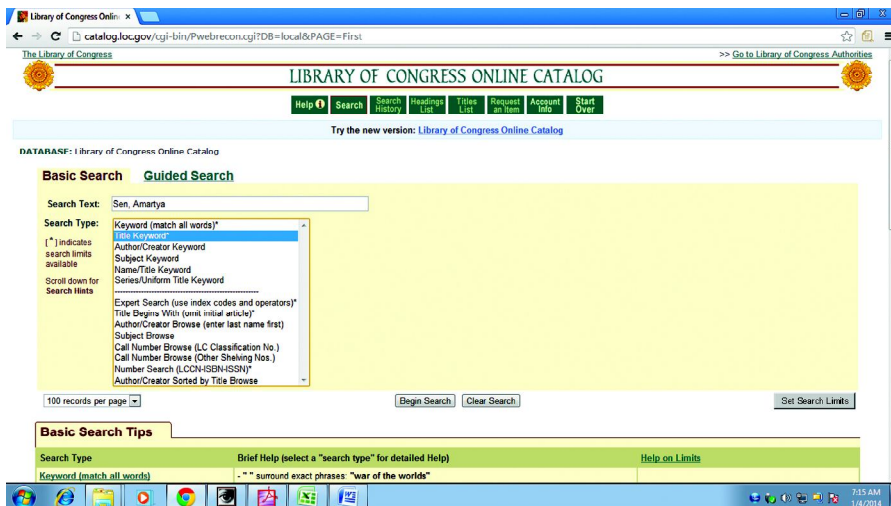 Library of Congress Onlin ×
catalog.loc.gov/cgi-bin/Pwebrecon.cgi?DB=local&PAGE=First
The Library of Congress
>> Go to Library of Congress Authorities
LIBRARY OF CONGRESS ONLINE CATALOG
Help Search Search History Headings List Titles List Request an Item Account Info Start Over
Try the new version: Library of Congress Online Catalog
DATABASE: Library of Congress Online Catalog
Basic Search Guided Search
Search Text: Sen, Amartya
Search Type:
[*] indicates
search limits
available
Scroll down for
Search Hints
Keyword (match all words)*
Title Keyword*
Author/Creator Keyword
Subject Keyword
Name/Title Keyword
Series/Uniform Title Keyword
----------------------------------------
Expert Search (use index codes and operators)*
Title Begins With (omit initial article)*
Author/Creator Browse (enter last name first)
Subject Browse
Call Number Browse (LC Classification No.)
Call Number Browse (Other Shelving Nos.)
Number Search (LCCN-ISBN-ISSN)*
Author/Creator Sorted by Title Browse
100 records per page Begin Search Clear Search Set Search Limits
Basic Search Tips
Search Type Brief Help (select a "search type" for detailed Help) Help on Limits
Keyword (match all words) - " " surround exact phrases: "war of the worlds"
7:15 AM
1/4/2014